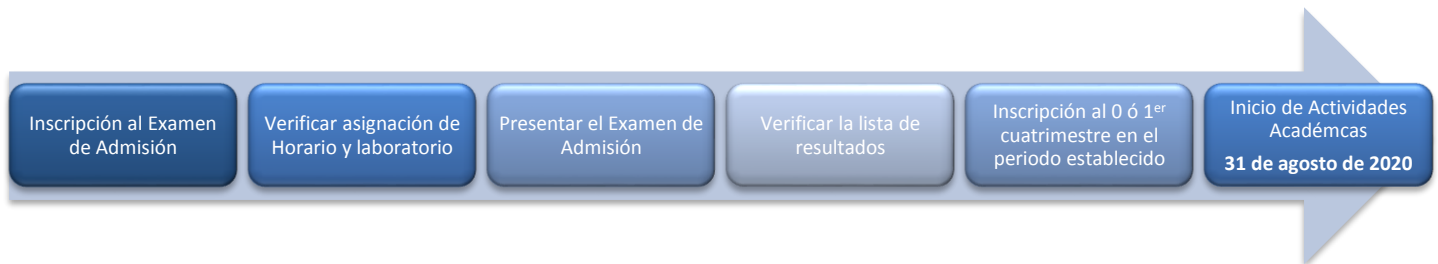 Inscripción al Examen
de Admisión
Verificar asignación de
Horario y laboratorio
Presentar el Examen de
Admisión
Verificar la lista de
resultados
Inscripción al 0 ó 1er
cuatrimestre en el
periodo establecido
Inicio de Actividades
Académcas
31 de agosto de 2020